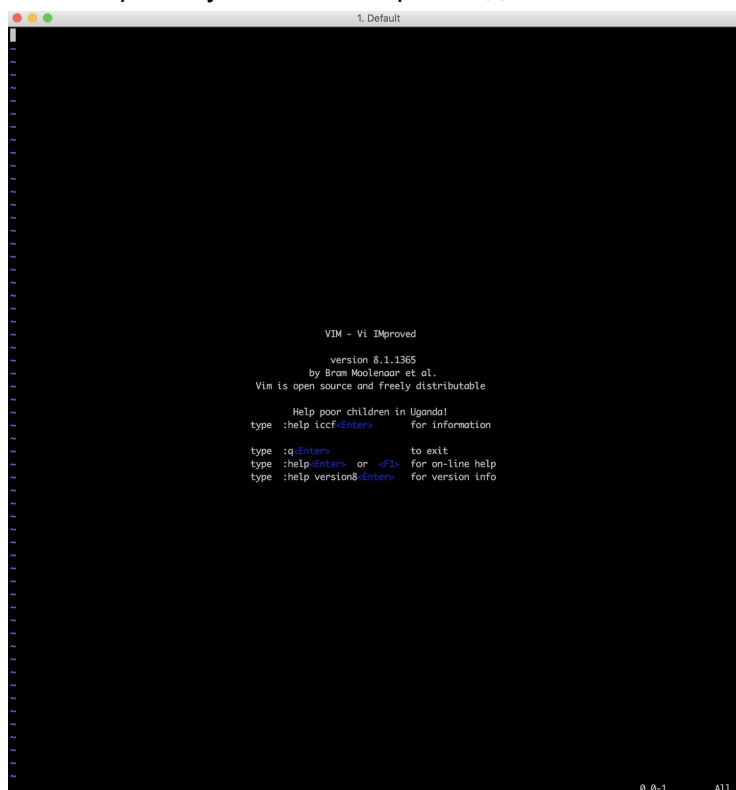 1. Default
VIM - Vi IMproved
version 8.1.1365
by Bram Moolenaar et al.
Vim is open source and freely distributable
Help poor children in Uganda!
type :help iccf<Enter> for information
type :q<Enter> to exit
type :help<Enter> or <F1> for on-line help
type :help version8<Enter> for version info
0,0-1 All